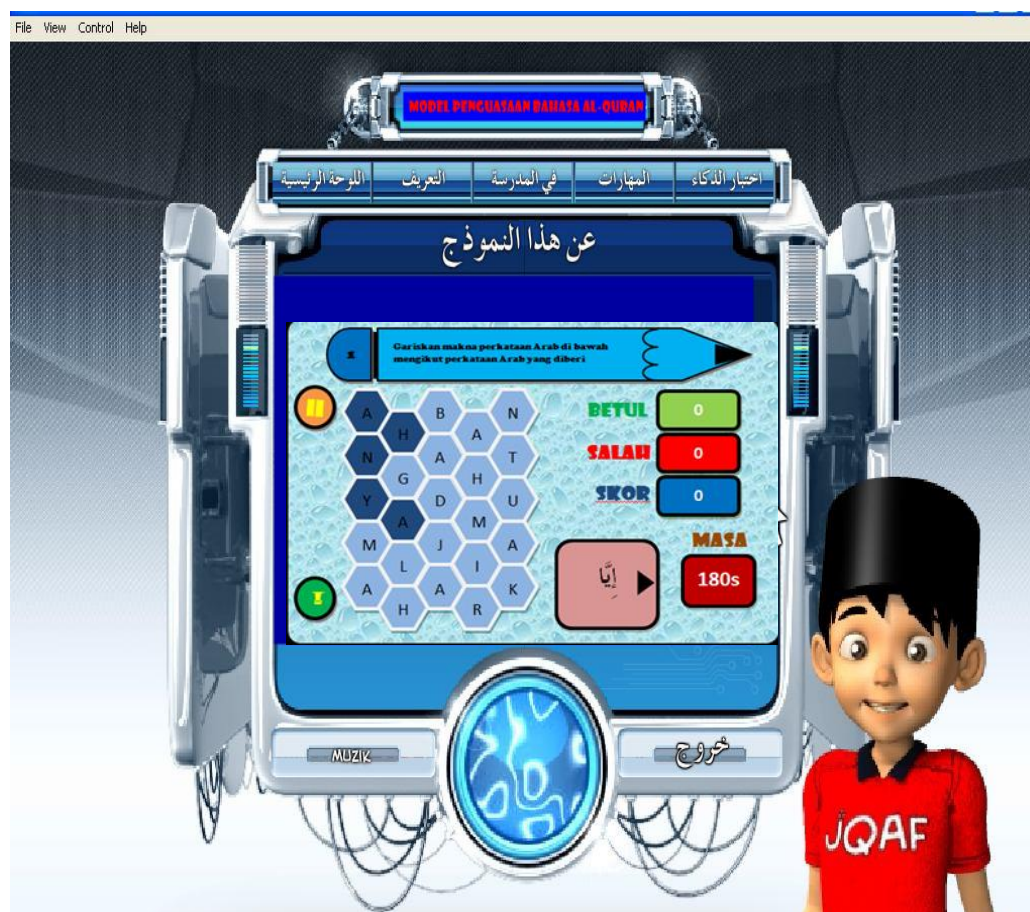 File View Control Help
MODEL PENGUASAAN BAHASA AL-QURAN
اختبار الذكاء المهارات في المدرسة التعريف اللوحة الرئيسية
عن هذا النموذج
Gariskan makna perkataan Arab di bawah
mengikut perkataan Arab yang diberi
A B N
H A
N A T
G H
Y D U
A M
M J A
L I
A A K
H R
BETUL 0
SALAH 0
SKOR 0
MASA
180s
إِيَّا
MUZIK
خروج
JQAF